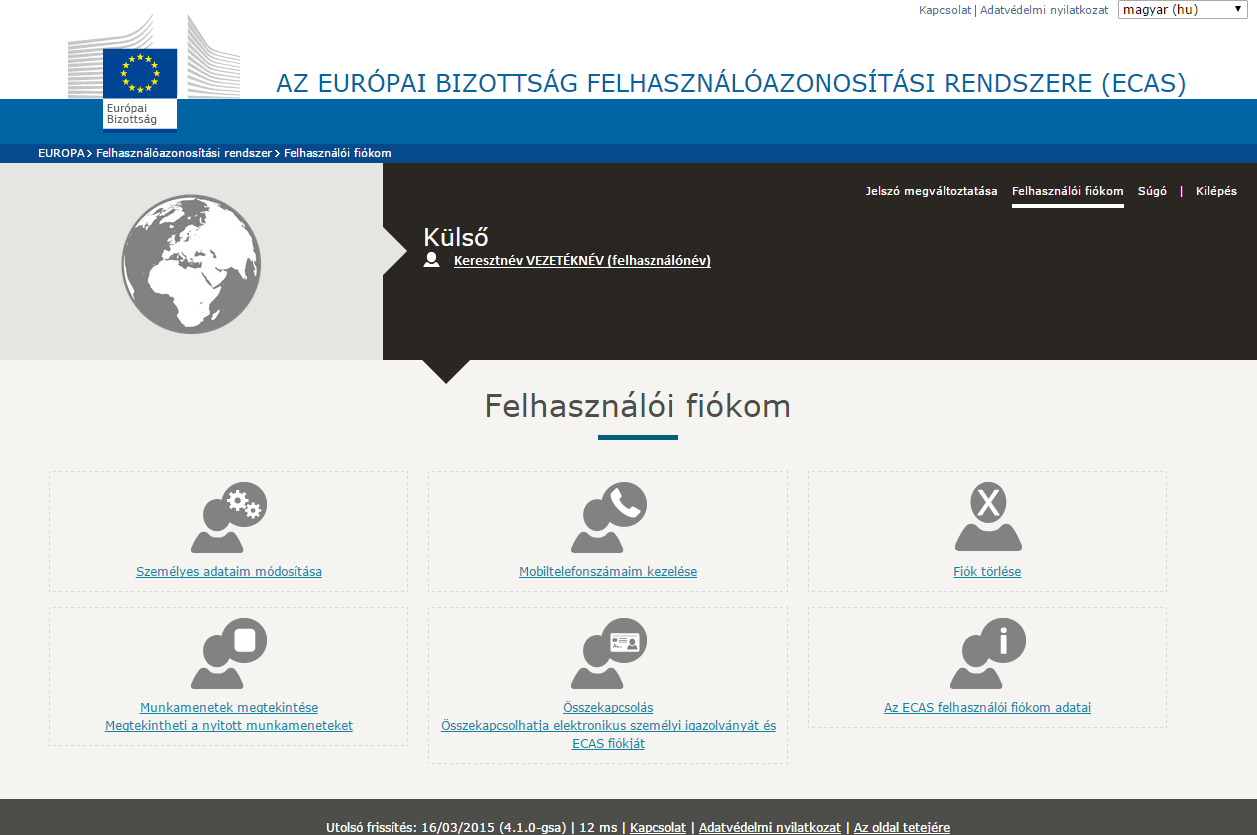 Kapcsolat | Adatvédelmi nyilatkozat magyar (hu)
AZ EURÓPAI BIZOTTSÁG FELHASZNÁLÓAZONOSÍTÁSI RENDSZERE (ECAS)
Európai
Bizottság
EUROPA > Felhasználóazonosítási rendszer > Felhasználói fiókom
Jelszó megváltoztatása Felhasználói fiókom Súgó | Kilépés
Külső
Keresztnév VEZETÉKNÉV (felhasználónév)
Felhasználói fiókom
Személyes adataim módosítása
Mobiltelefonszámaim kezelése
Fiók törlése
Munkamenetek megtekintése
Megtekintheti a nyitott munkameneteket
Összekapcsolás
Összekapcsolhatja elektronikus személyi igazolványát és
ECAS fiókját
Az ECAS felhasználói fiókom adatai
Utolsó frissítés: 16/03/2015 (4.1.0-gsa) | 12 ms | Kapcsolat | Adatvédelmi nyilatkozat | Az oldal tetejére